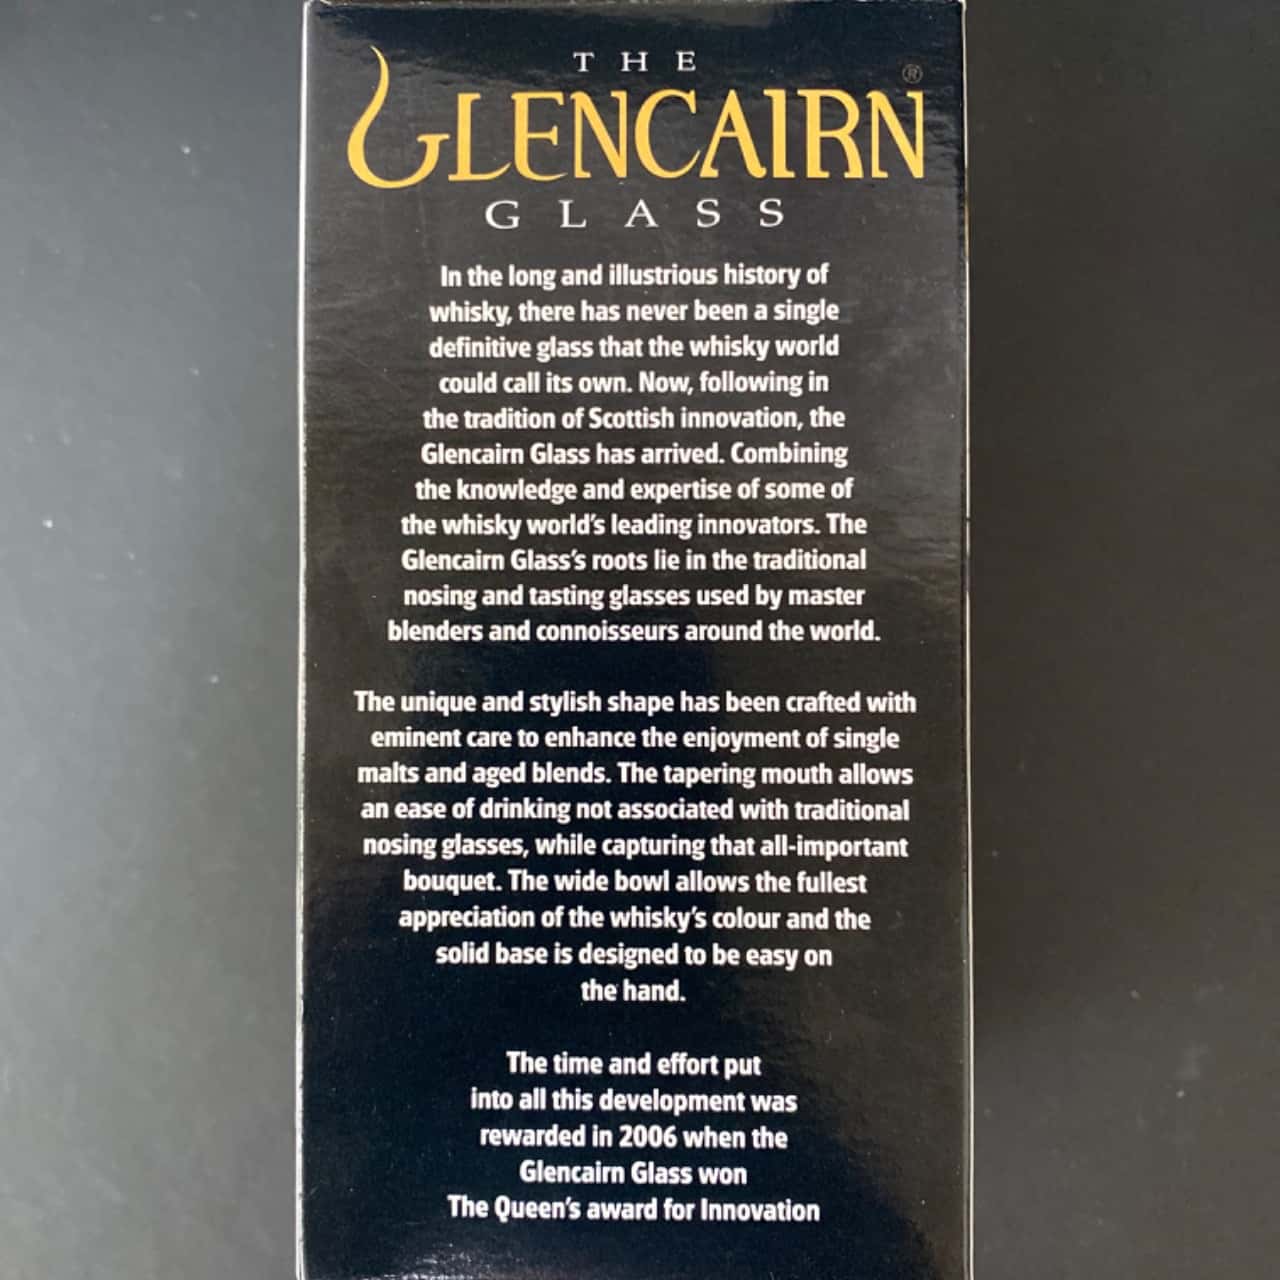 THE
GLENCAIRN®
GLASS
In the long and illustrious history of
whisky, there has never been a single
definitive glass that the whisky world
could call its own. Now, following in
the tradition of Scottish innovation, the
Glencairn Glass has arrived. Combining
the knowledge and expertise of some of
the whisky world's leading innovators. The
Glencairn Glass's roots lie in the traditional
nosing and tasting glasses used by master
blenders and connoisseurs around the world.
The unique and stylish shape has been crafted with
eminent care to enhance the enjoyment of single
malts and aged blends. The tapering mouth allows
an ease of drinking not associated with traditional
nosing glasses, while capturing that all-important
bouquet. The wide bowl allows the fullest
appreciation of the whisky's colour and the
solid base is designed to be easy on
the hand.
The time and effort put
into all this development was
rewarded in 2006 when the
Glencairn Glass won
The Queen's award for Innovation